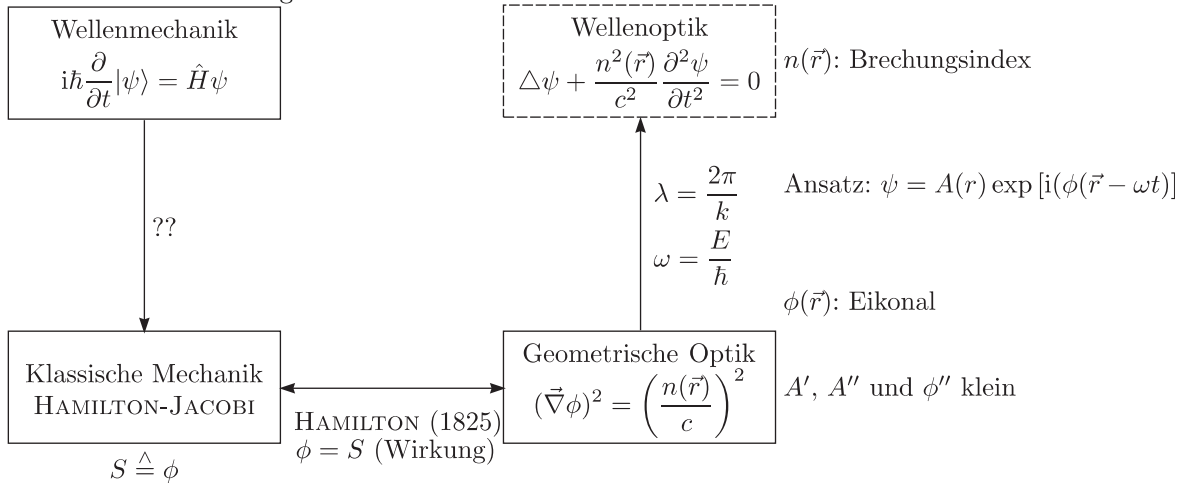 Wellenmechanik
iℏ ∂/∂t |ψ⟩ = Ĥψ
Wellenoptik
△ψ + n²(r⃗)/c² ∂²ψ/∂t² = 0
n(r⃗): Brechungsindex
??
λ = 2π/k
ω = E/ℏ
Ansatz: ψ = A(r) exp [i(ϕ(r⃗ − ωt)]
ϕ(r⃗): Eikonal
Klassische Mechanik
HAMILTON-JACOBI
S ≙ ϕ
HAMILTON (1825)
ϕ = S (Wirkung)
Geometrische Optik
(∇⃗ϕ)² = (n(r⃗)/c)²
A′, A″ und ϕ″ klein